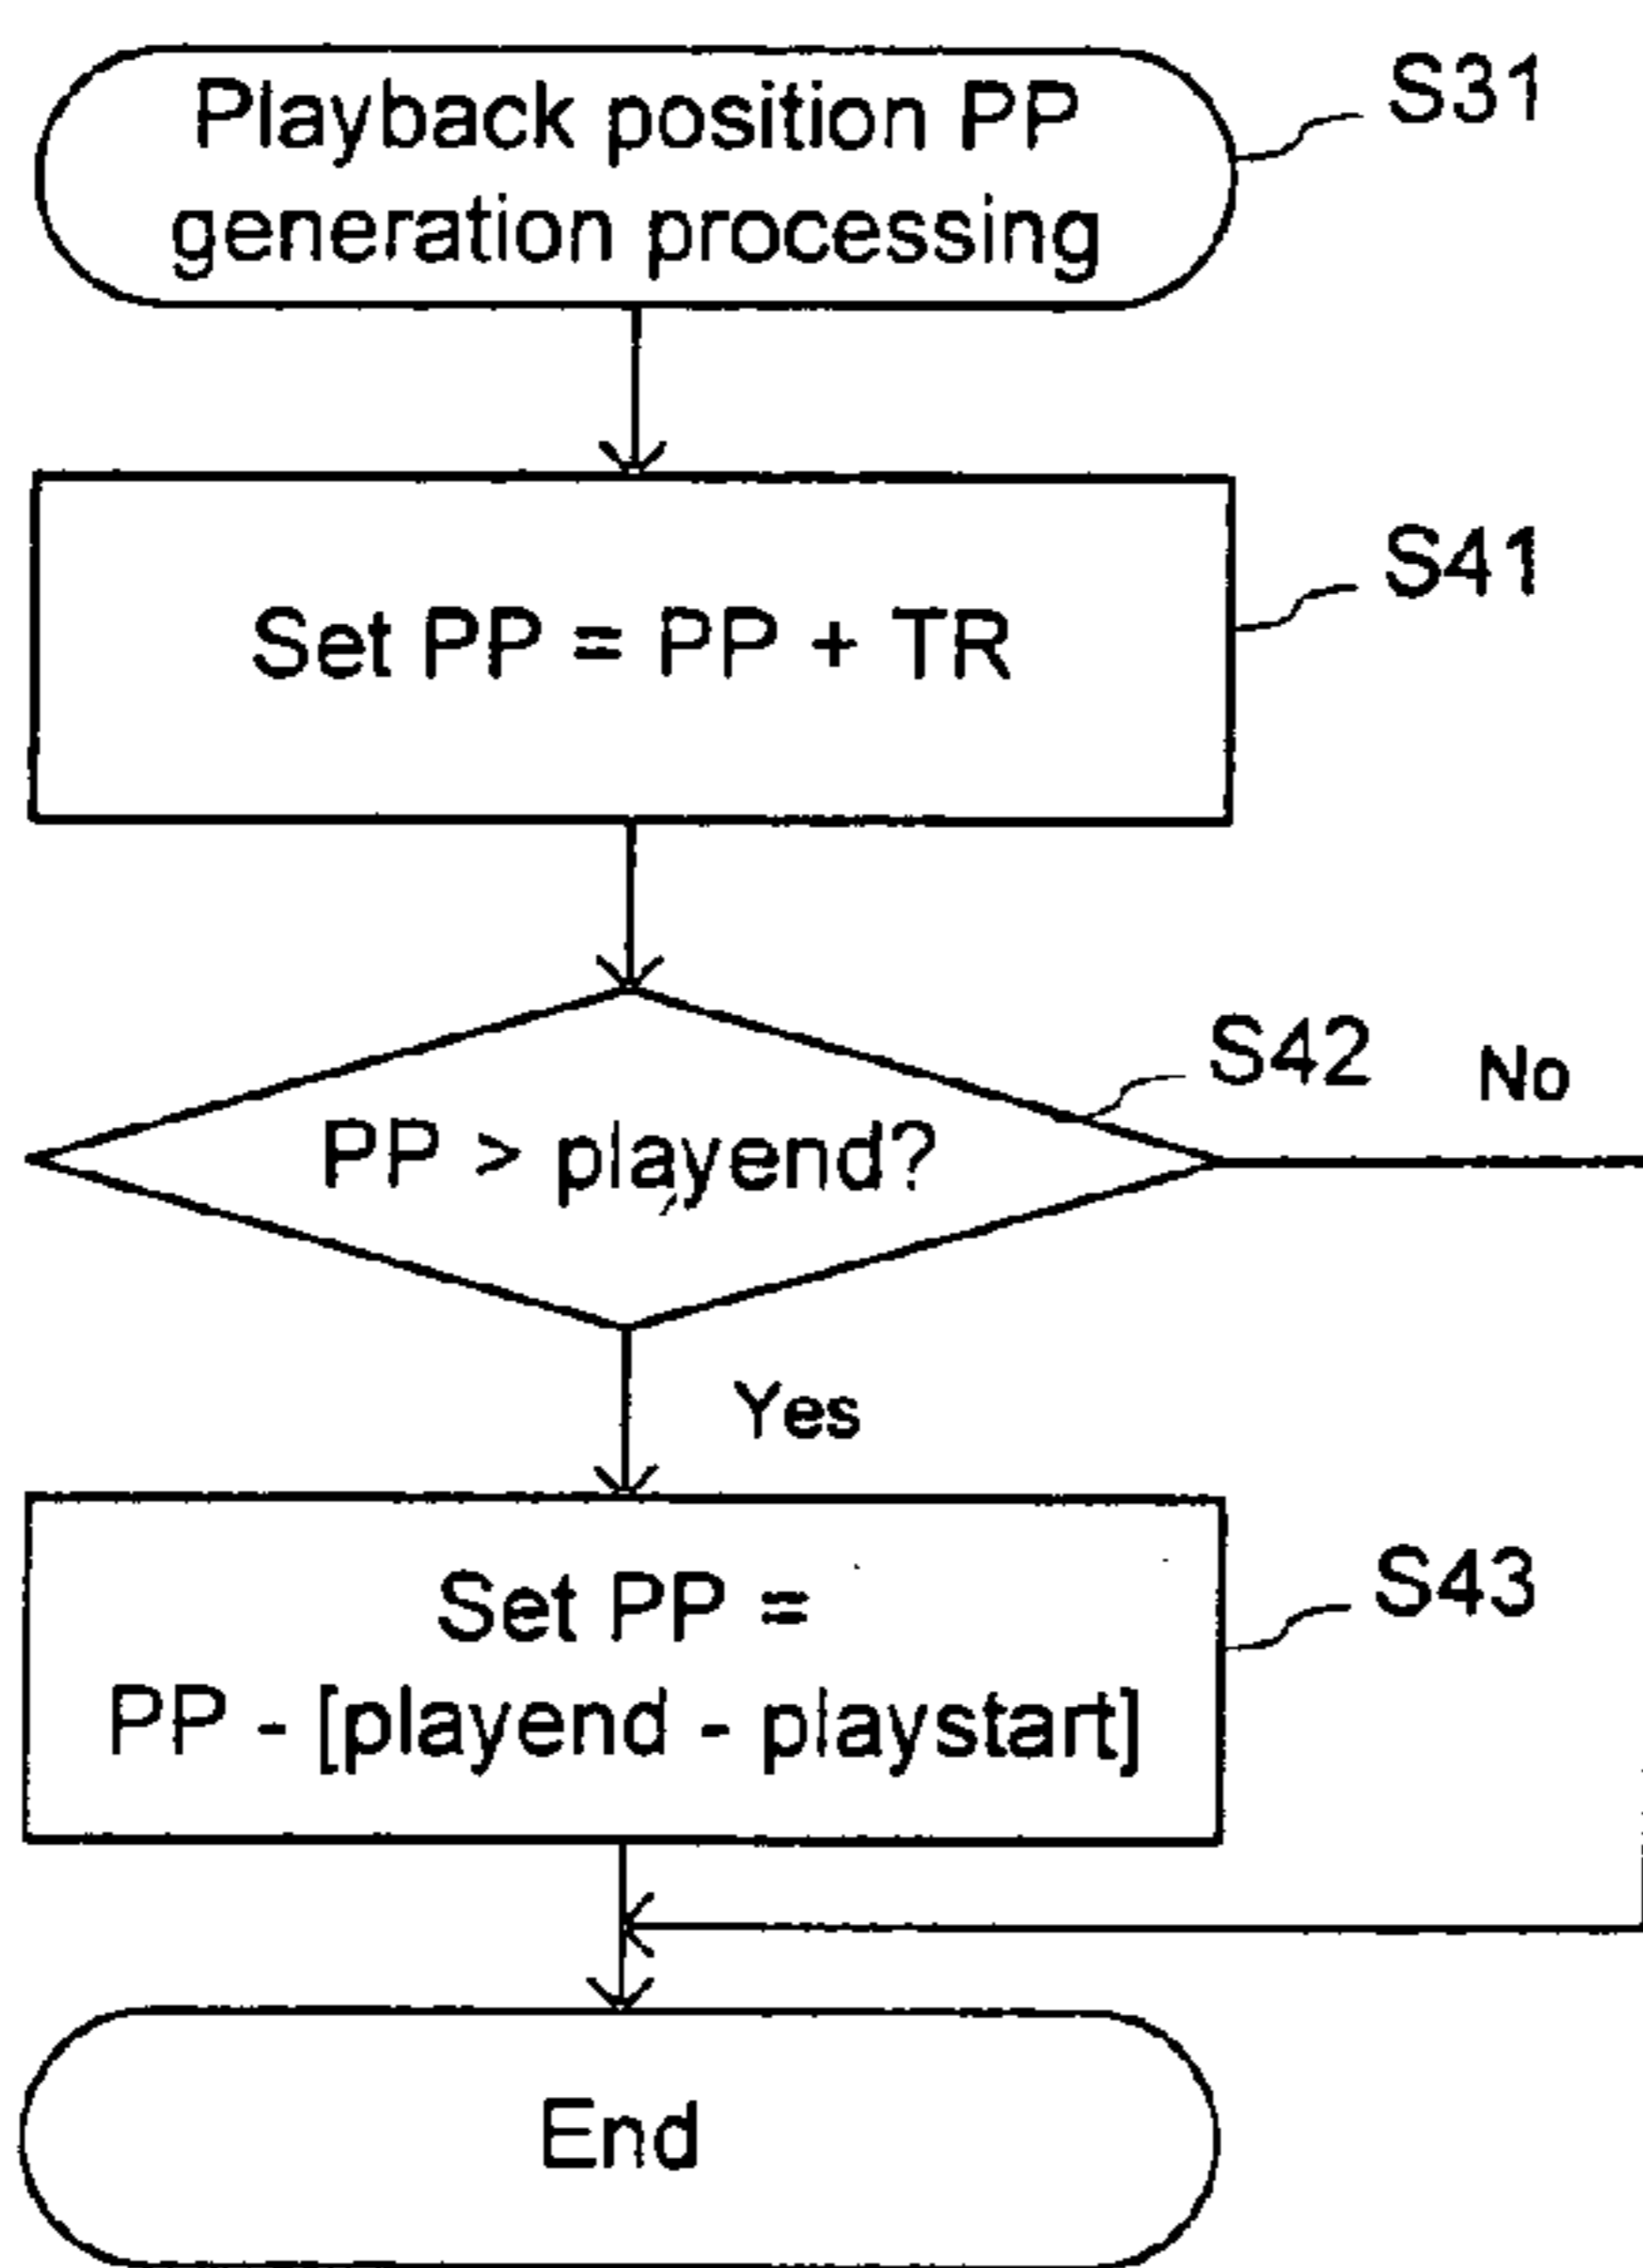 Playback position PP
generation processing
S31
Set PP = PP + TR
S41
PP > playend?
S42
No
Yes
Set PP =
PP - [playend - playstart]
S43
End